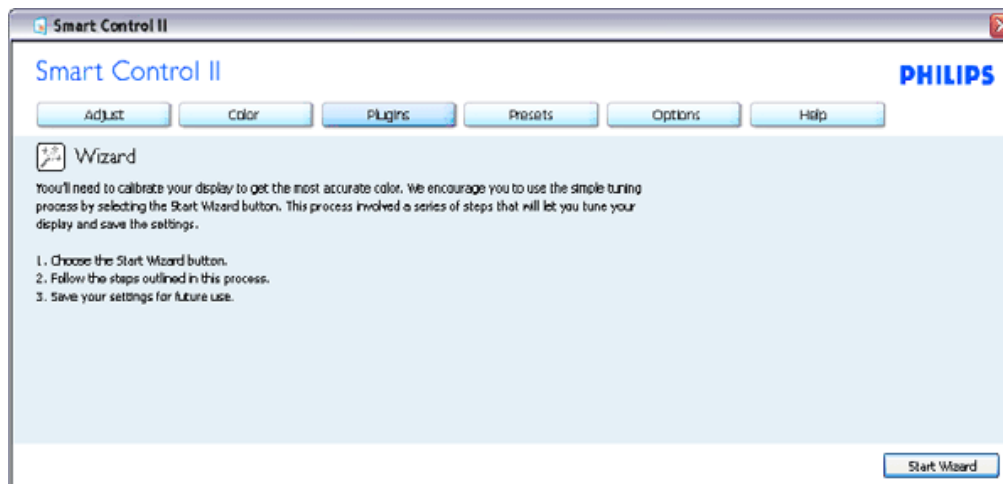 Smart Control II
Smart Control II
PHILIPS
Adjust Color Plugins Presets Options Help
Wizard
Yoou'll need to calibrate your display to get the most accurate color. We encourage you to use the simple tuning
process by selecting the Start Wizard button. This process involved a series of steps that will let you tune your
display and save the settings.
1. Choose the Start Wizard button.
2. Follow the steps outlined in this process.
3. Save your settings for future use.
Start Wizard